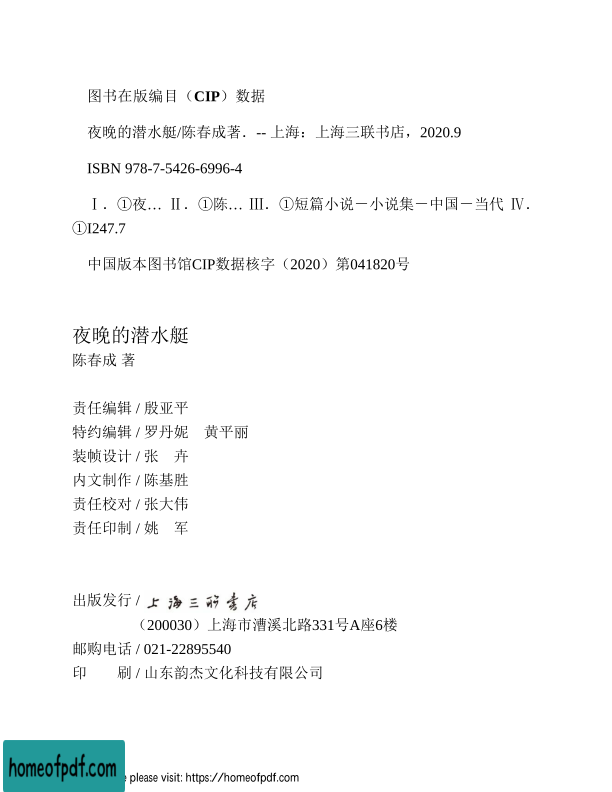 图书在版编目（CIP）数据
夜晚的潜水艇/陈春成著．-- 上海：上海三联书店，2020.9
ISBN 978-7-5426-6996-4
Ⅰ．①夜… Ⅱ．①陈… Ⅲ．①短篇小说－小说集－中国－当代 Ⅳ．
①I247.7
中国版本图书馆CIP数据核字（2020）第041820号
夜晚的潜水艇
陈春成 著
责任编辑 / 殷亚平
特约编辑 / 罗丹妮　黄平丽
装帧设计 / 张　卉
内文制作 / 陈基胜
责任校对 / 张大伟
责任印制 / 姚　军
出版发行 / 上海三联书店
（200030）上海市漕溪北路331号A座6楼
邮购电话 / 021-22895540
印　　刷 / 山东韵杰文化科技有限公司
homeofpdf.com
please visit: https://homeofpdf.com